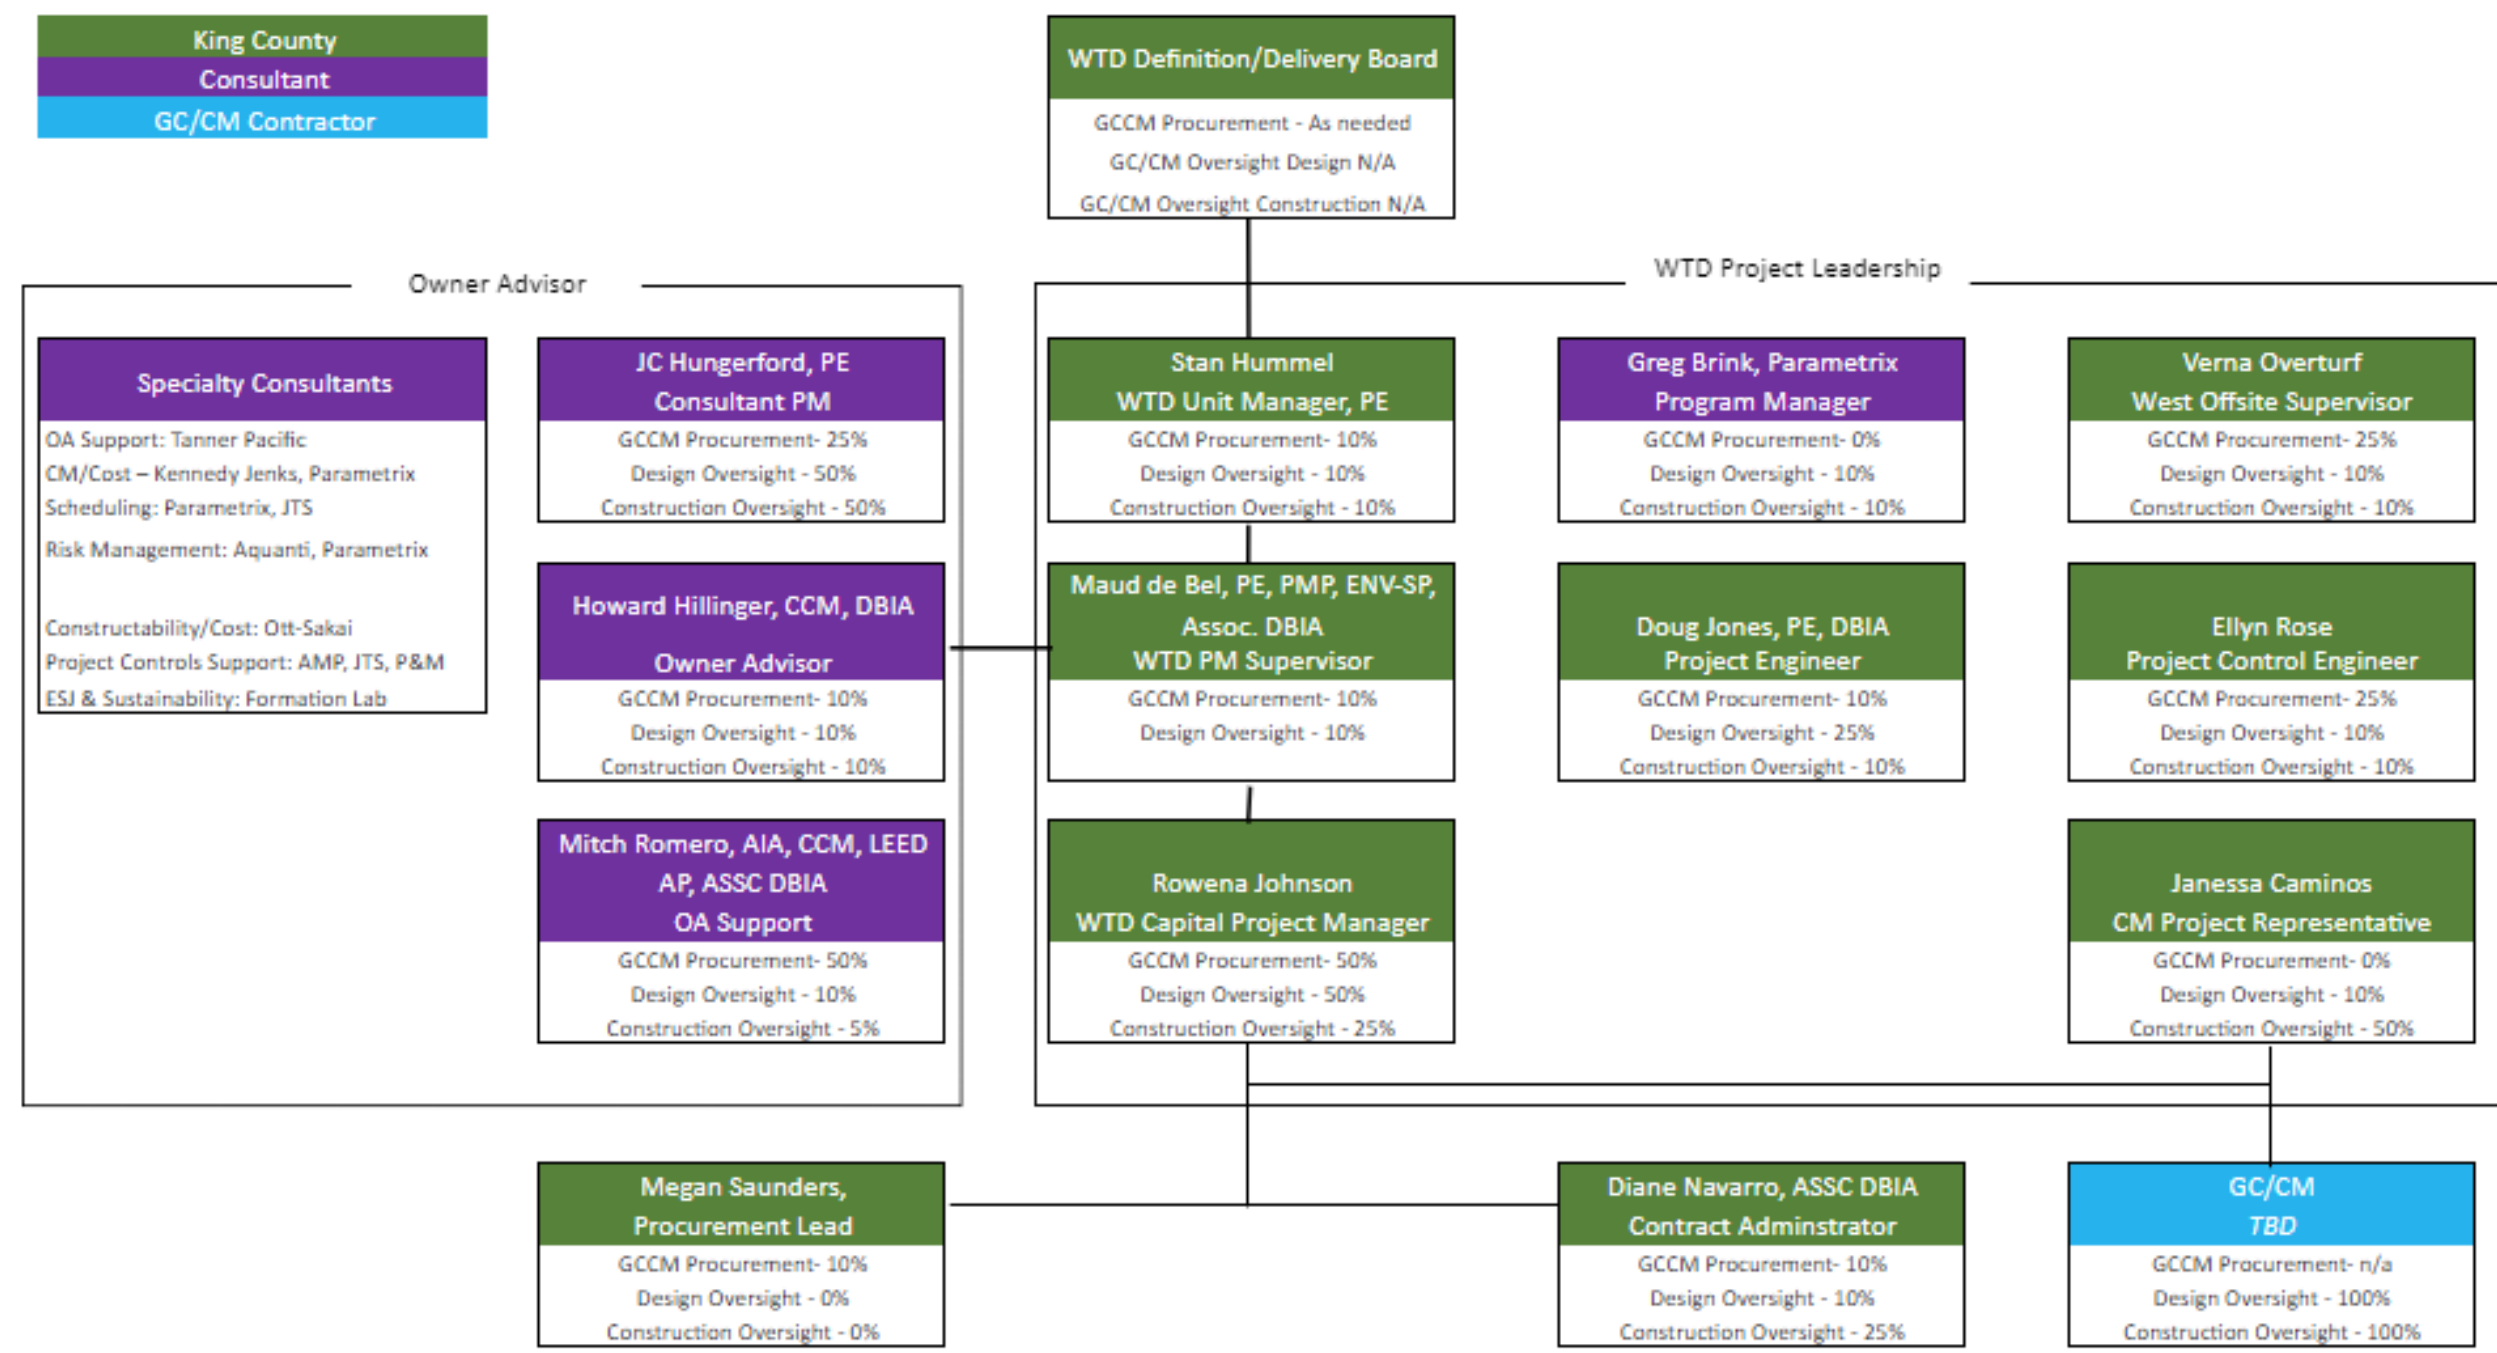 King County
Consultant
GC/CM Contractor
WTD Definition/Delivery Board
GCCM Procurement - As needed
GC/CM Oversight Design N/A
GC/CM Oversight Construction N/A
Owner Advisor
WTD Project Leadership
Specialty Consultants
OA Support: Tanner Pacific
CM/Cost – Kennedy Jenks, Parametrix
Scheduling: Parametrix, JTS
Risk Management: Aquanti, Parametrix
Constructability/Cost: Ott-Sakai
Project Controls Support: AMP, JTS, P&M
ESJ & Sustainability: Formation Lab
JC Hungerford, PE
Consultant PM
GCCM Procurement- 25%
Design Oversight - 50%
Construction Oversight - 50%
Stan Hummel
WTD Unit Manager, PE
GCCM Procurement- 10%
Design Oversight - 10%
Construction Oversight - 10%
Greg Brink, Parametrix
Program Manager
GCCM Procurement- 0%
Design Oversight - 10%
Construction Oversight - 10%
Verna Overturf
West Offsite Supervisor
GCCM Procurement- 25%
Design Oversight - 10%
Construction Oversight - 10%
Howard Hillinger, CCM, DBIA
Owner Advisor
GCCM Procurement- 10%
Design Oversight - 10%
Construction Oversight - 10%
Maud de Bel, PE, PMP, ENV-SP,
Assoc. DBIA
WTD PM Supervisor
GCCM Procurement- 10%
Design Oversight - 10%
Doug Jones, PE, DBIA
Project Engineer
GCCM Procurement- 10%
Design Oversight - 25%
Construction Oversight - 10%
Ellyn Rose
Project Control Engineer
GCCM Procurement- 25%
Design Oversight - 10%
Construction Oversight - 10%
Mitch Romero, AIA, CCM, LEED
AP, ASSC DBIA
OA Support
GCCM Procurement- 50%
Design Oversight - 10%
Construction Oversight - 5%
Rowena Johnson
WTD Capital Project Manager
GCCM Procurement- 50%
Design Oversight - 50%
Construction Oversight - 25%
Janessa Caminos
CM Project Representative
GCCM Procurement- 0%
Design Oversight - 10%
Construction Oversight - 50%
Megan Saunders,
Procurement Lead
GCCM Procurement- 10%
Design Oversight - 0%
Construction Oversight - 0%
Diane Navarro, ASSC DBIA
Contract Adminstrator
GCCM Procurement- 10%
Design Oversight - 10%
Construction Oversight - 25%
GC/CM
TBD
GCCM Procurement- n/a
Design Oversight - 100%
Construction Oversight - 100%